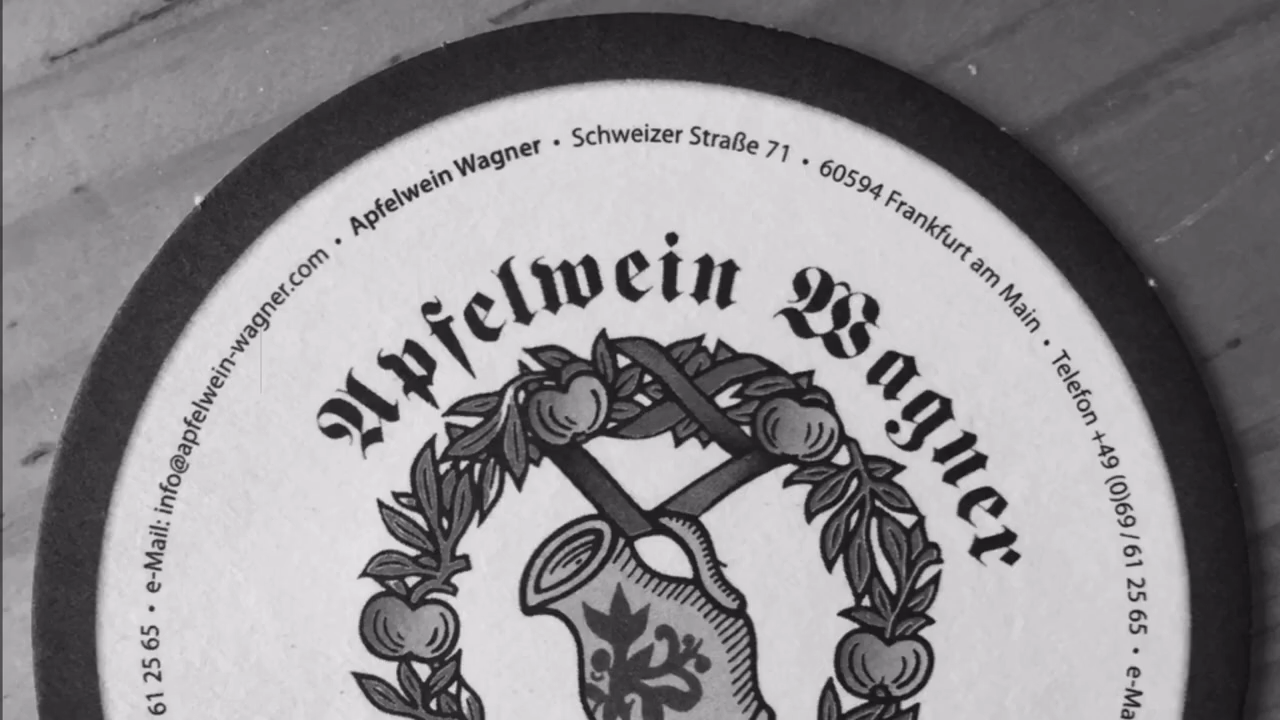 61 25 65 • e-Mail: info@apfelwein-wagner.com • Apfelwein Wagner • Schweizer Straße 71 • 60594 Frankfurt am Main • Telefon +49 (0)69 / 61 25 65 • e-Ma
Apfelwein Wagner